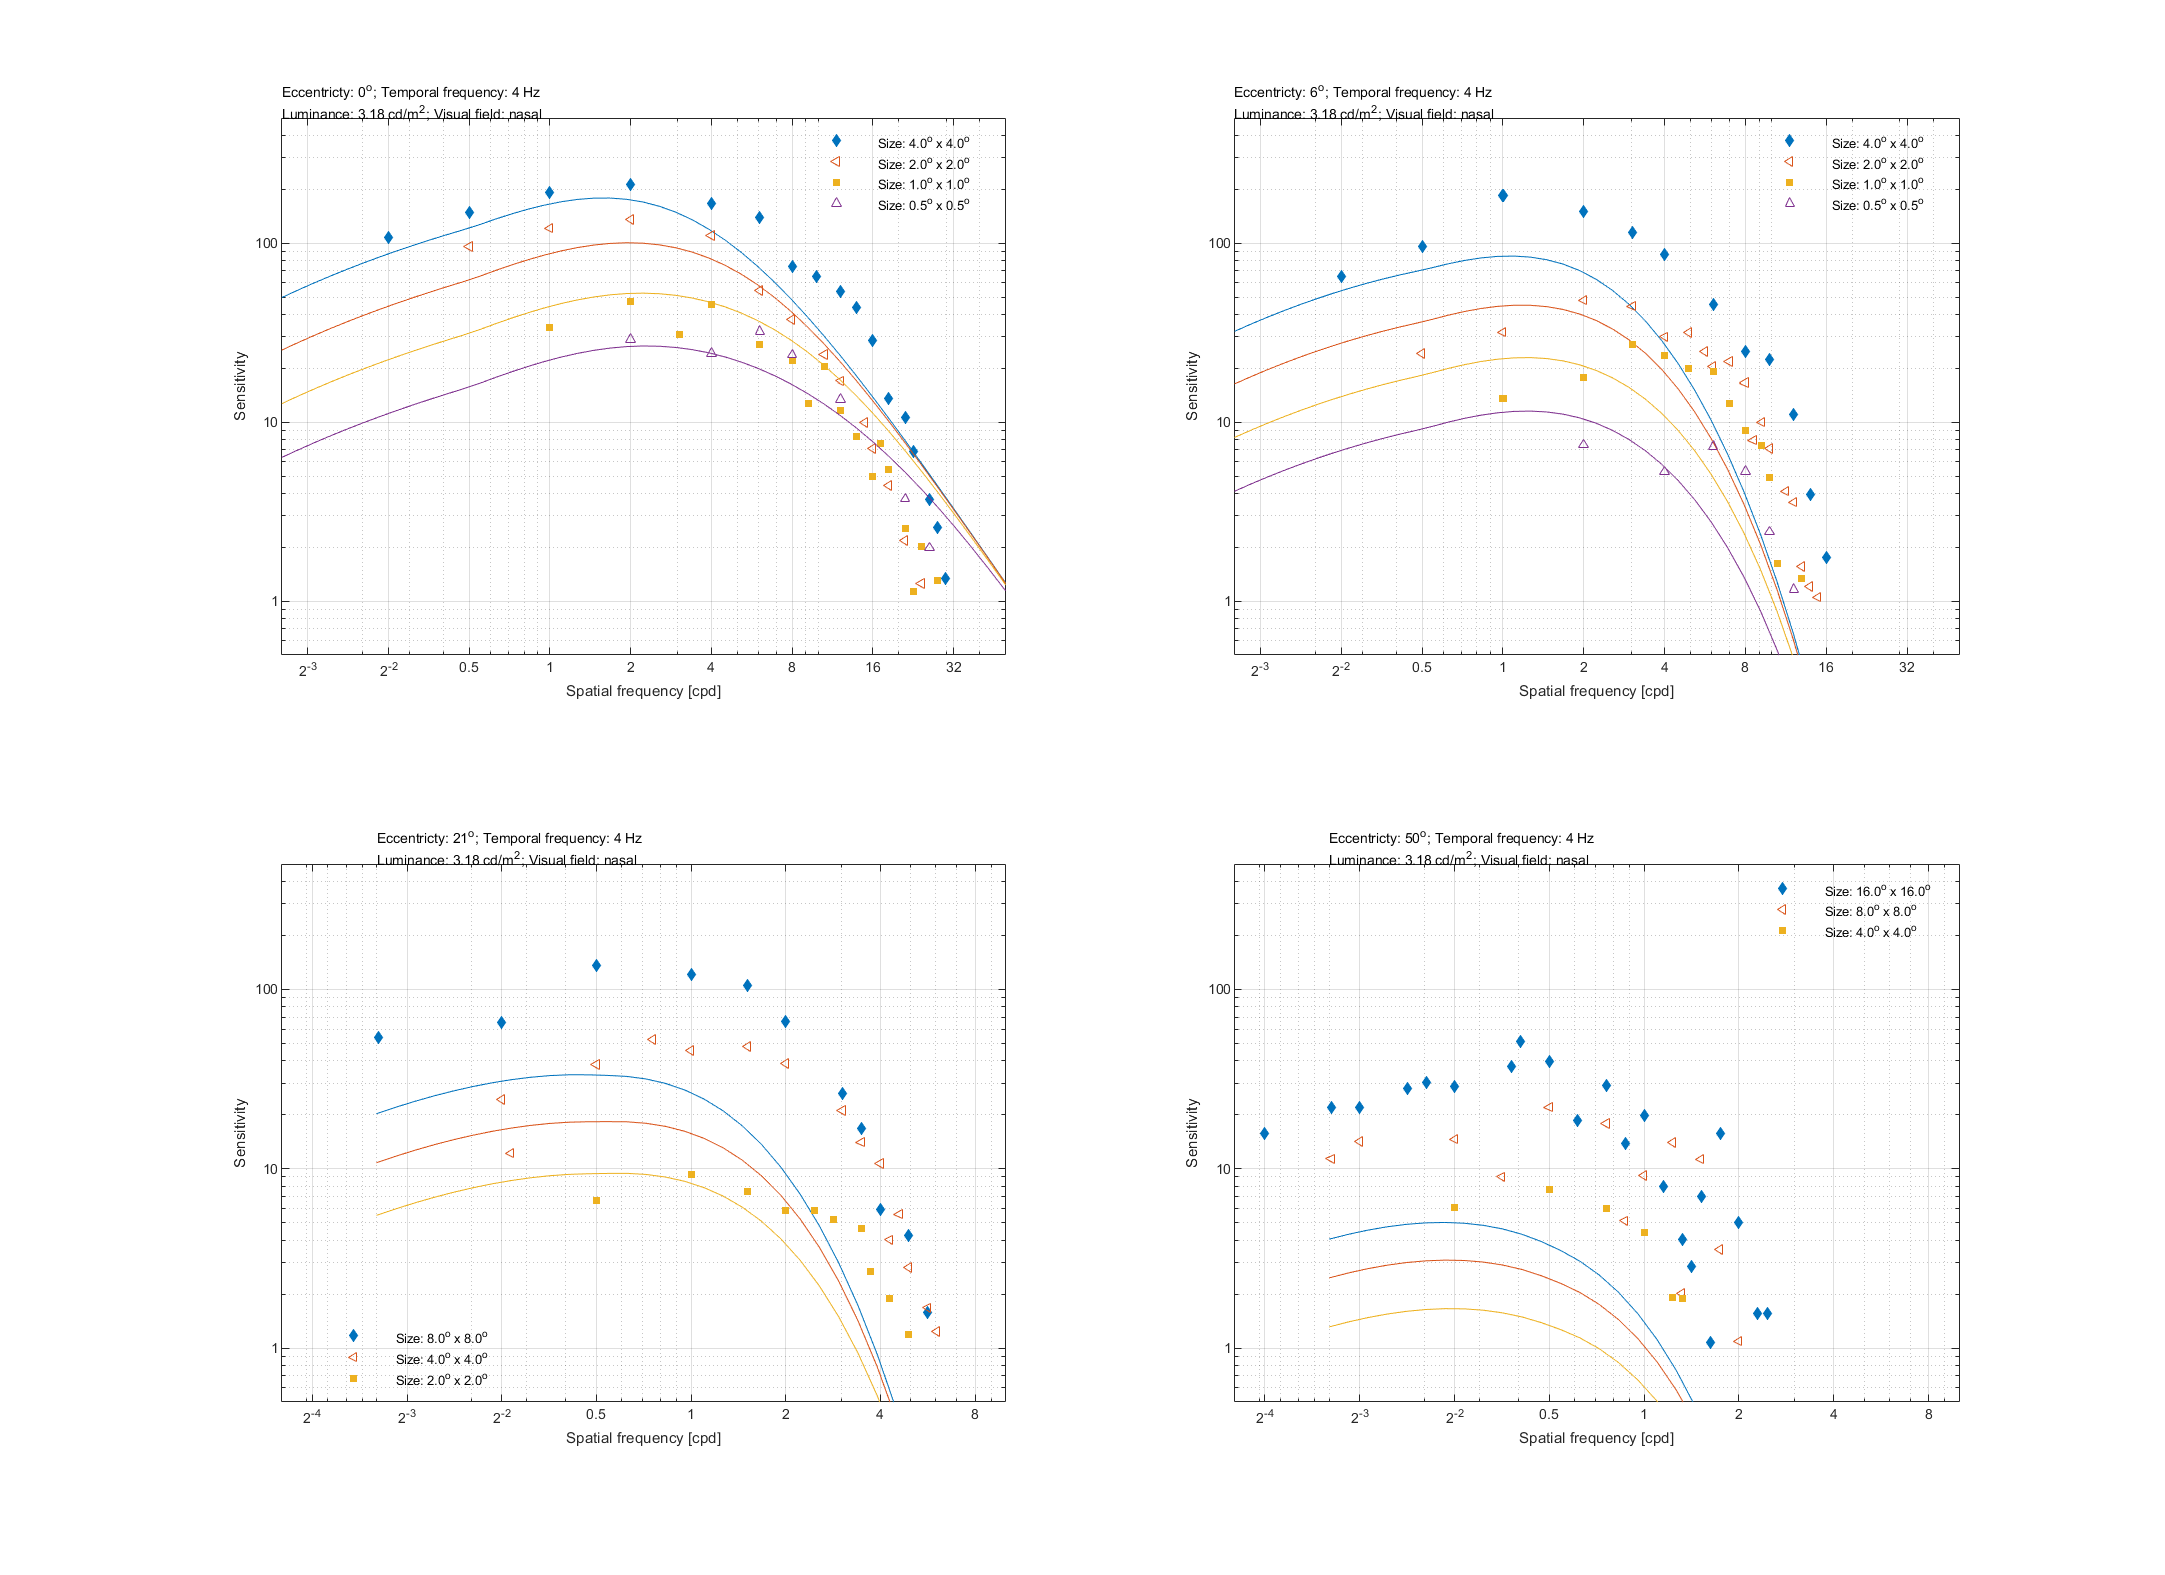 Eccentricty: 0°; Temporal frequency: 4 Hz
Luminance: 3.18 cd/m²; Visual field: nasal
Size: 4.0° x 4.0°
Size: 2.0° x 2.0°
Size: 1.0° x 1.0°
Size: 0.5° x 0.5°
100
10
1
Sensitivity
2⁻³ 2⁻² 0.5 1 2 4 8 16 32
Spatial frequency [cpd]
Eccentricty: 6°; Temporal frequency: 4 Hz
Luminance: 3.18 cd/m²; Visual field: nasal
Size: 4.0° x 4.0°
Size: 2.0° x 2.0°
Size: 1.0° x 1.0°
Size: 0.5° x 0.5°
100
10
1
Sensitivity
2⁻³ 2⁻² 0.5 1 2 4 8 16 32
Spatial frequency [cpd]
Eccentricty: 21°; Temporal frequency: 4 Hz
Luminance: 3.18 cd/m²; Visual field: nasal
100
10
1
Sensitivity
Size: 8.0° x 8.0°
Size: 4.0° x 4.0°
Size: 2.0° x 2.0°
2⁻⁴ 2⁻³ 2⁻² 0.5 1 2 4 8
Spatial frequency [cpd]
Eccentricty: 50°; Temporal frequency: 4 Hz
Luminance: 3.18 cd/m²; Visual field: nasal
Size: 16.0° x 16.0°
Size: 8.0° x 8.0°
Size: 4.0° x 4.0°
100
10
1
Sensitivity
2⁻⁴ 2⁻³ 2⁻² 0.5 1 2 4 8
Spatial frequency [cpd]